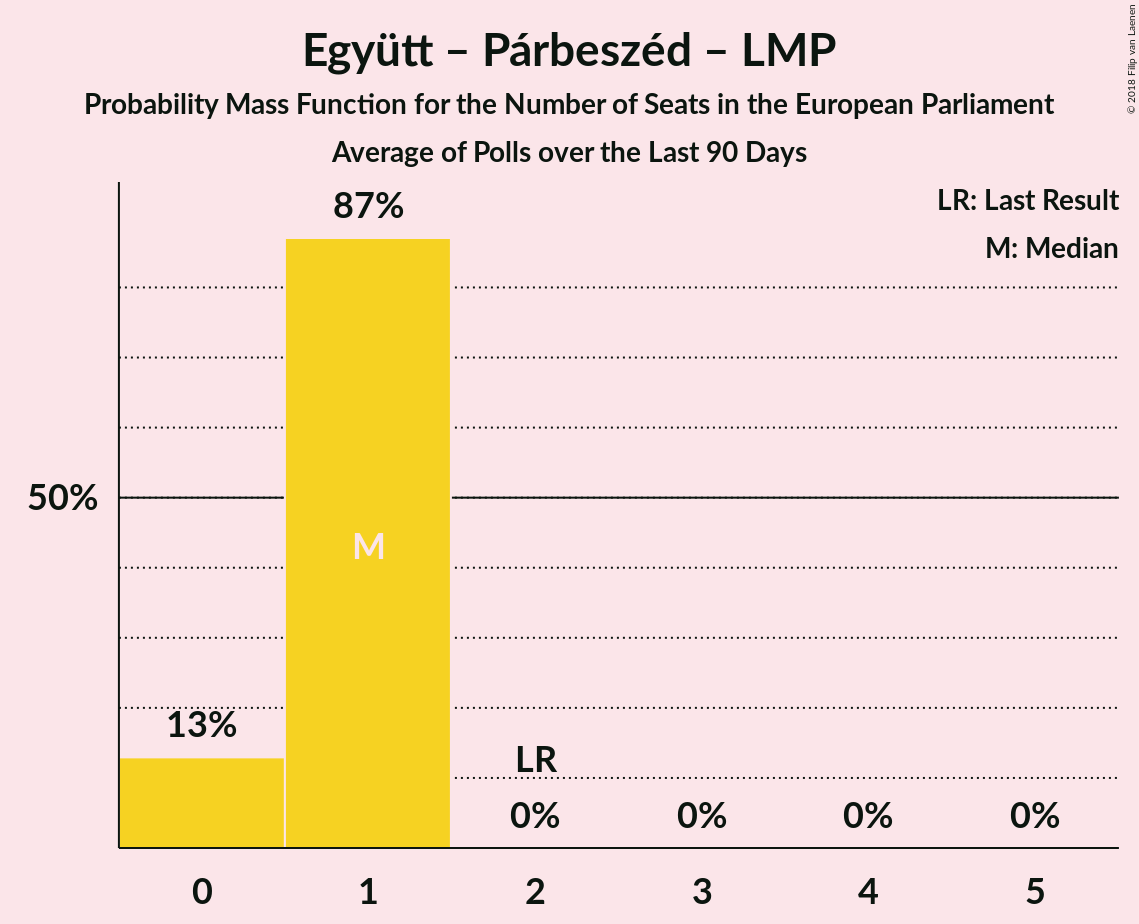 Együtt – Párbeszéd – LMP
Probability Mass Function for the Number of Seats in the European Parliament
Average of Polls over the Last 90 Days
© 2018 Filip van Laenen
LR: Last Result
M: Median
87%
50%
M
13%
LR
0% 0% 0% 0%
0 1 2 3 4 5